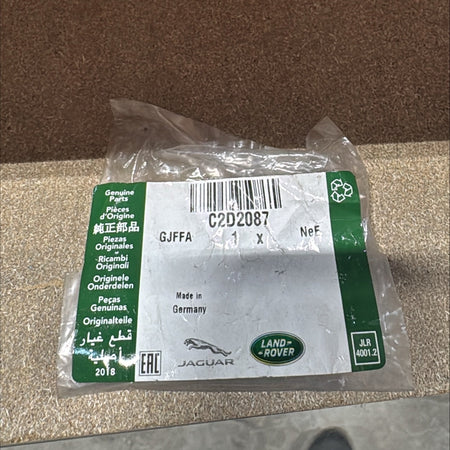 Genuine
Parts
Pièces
d'Origine
純正部品
Piezas
Originales
Ricambi
Originali
Originele
Onderdelen
Peças
Genuínas
Originalteile
قطع غيار
أصلية
2018
C2D2087
GJFFA 1 x NeF
Made in
Germany
EAC
JAGUAR
LAND-
-ROVER
JLR
4001.2